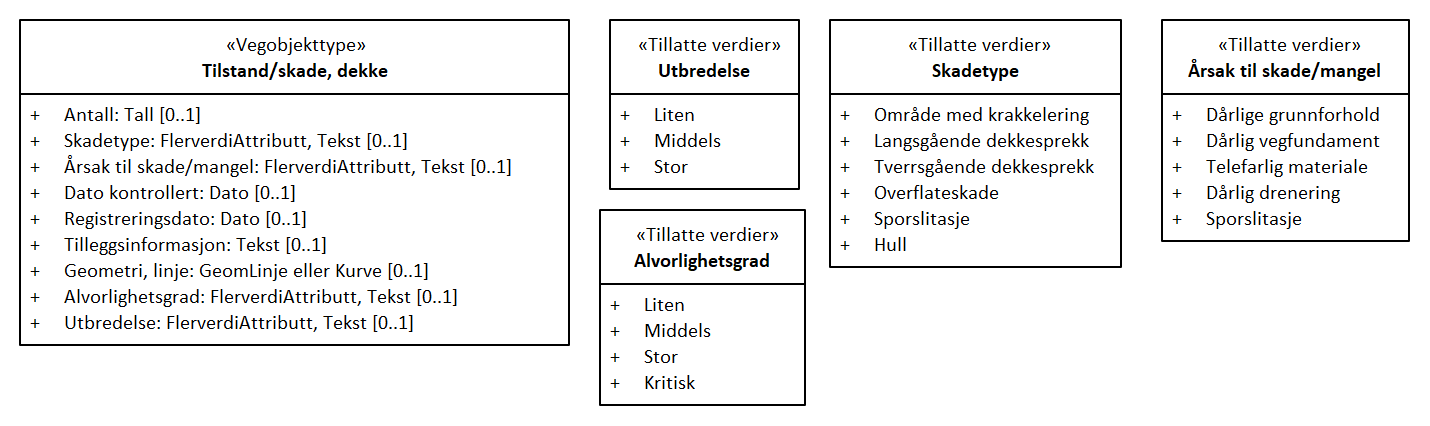 «Vegobjekttype»
Tilstand/skade, dekke
+ Antall: Tall [0..1]
+ Skadetype: FlerverdiAttributt, Tekst [0..1]
+ Årsak til skade/mangel: FlerverdiAttributt, Tekst [0..1]
+ Dato kontrollert: Dato [0..1]
+ Registreringsdato: Dato [0..1]
+ Tilleggsinformasjon: Tekst [0..1]
+ Geometri, linje: GeomLinje eller Kurve [0..1]
+ Alvorlighetsgrad: FlerverdiAttributt, Tekst [0..1]
+ Utbredelse: FlerverdiAttributt, Tekst [0..1]
«Tillatte verdier»
Utbredelse
+ Liten
+ Middels
+ Stor
«Tillatte verdier»
Alvorlighetsgrad
+ Liten
+ Middels
+ Stor
+ Kritisk
«Tillatte verdier»
Skadetype
+ Område med krakkelering
+ Langsgående dekkesprekk
+ Tverrsgående dekkesprekk
+ Overflateskade
+ Sporslitasje
+ Hull
«Tillatte verdier»
Årsak til skade/mangel
+ Dårlige grunnforhold
+ Dårlig vegfundament
+ Telefarlig materiale
+ Dårlig drenering
+ Sporslitasje